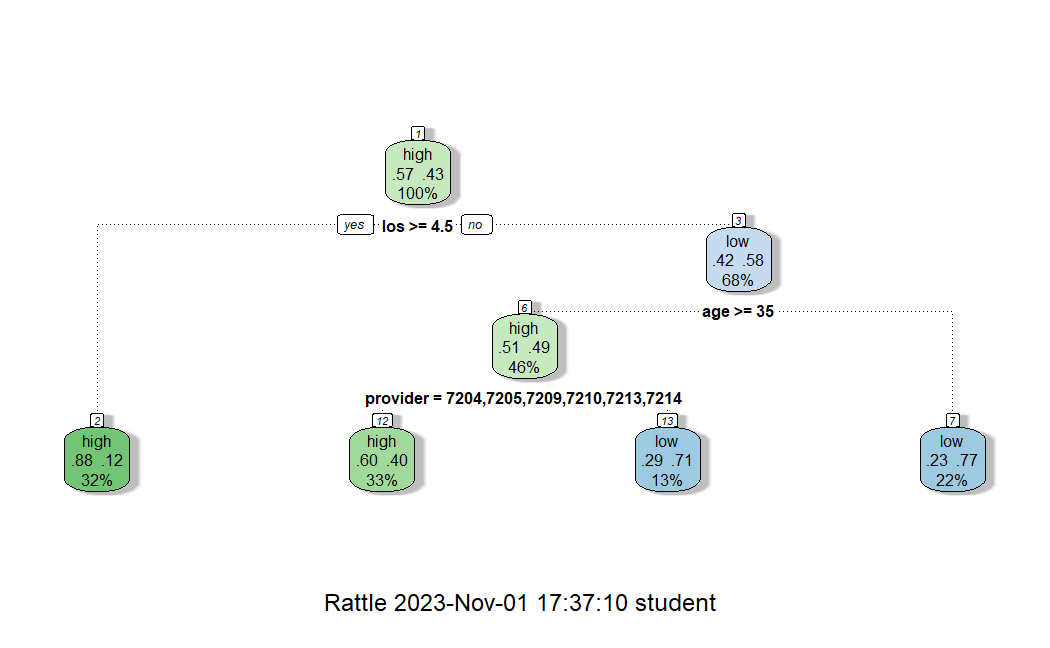 1
high
.57 .43
100%
yes los >= 4.5 no
3
low
.42 .58
68%
age >= 35
6
high
.51 .49
46%
provider = 7204,7205,7209,7210,7213,7214
2
high
.88 .12
32%
12
high
.60 .40
33%
13
low
.29 .71
13%
7
low
.23 .77
22%
Rattle 2023-Nov-01 17:37:10 student